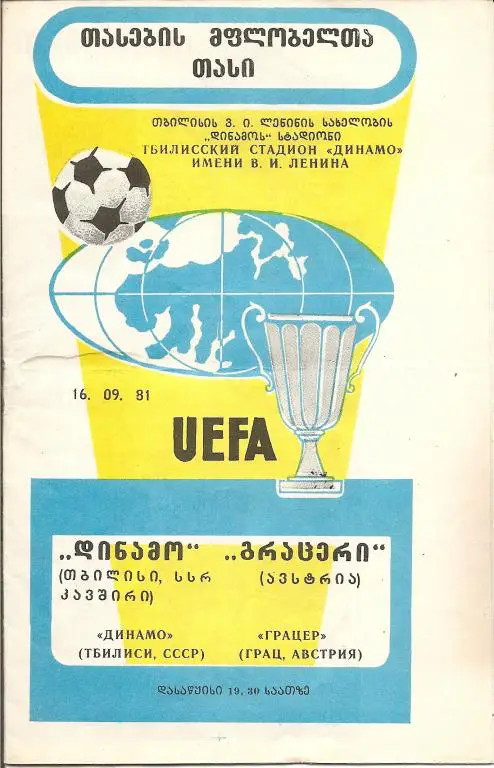 თასების მფლობელთა
თასი
თბილისის ვ. ი. ლენინის სახელობის
„დინამოს“ სტადიონი
ТБИЛИССКИЙ СТАДИОН «ДИНАМО»
ИМЕНИ В. И. ЛЕНИНА
16. 09. 81
UEFA
„დინამო“ „გრაცერი“
(თბილისი, სსრ (ავსტრია)
კავშირი)
«ДИНАМО» «ГРАЦЕР»
(ТБИЛИСИ, СССР) (ГРАЦ, АВСТРИЯ)
დასაწყისი 19, 30 საათზე